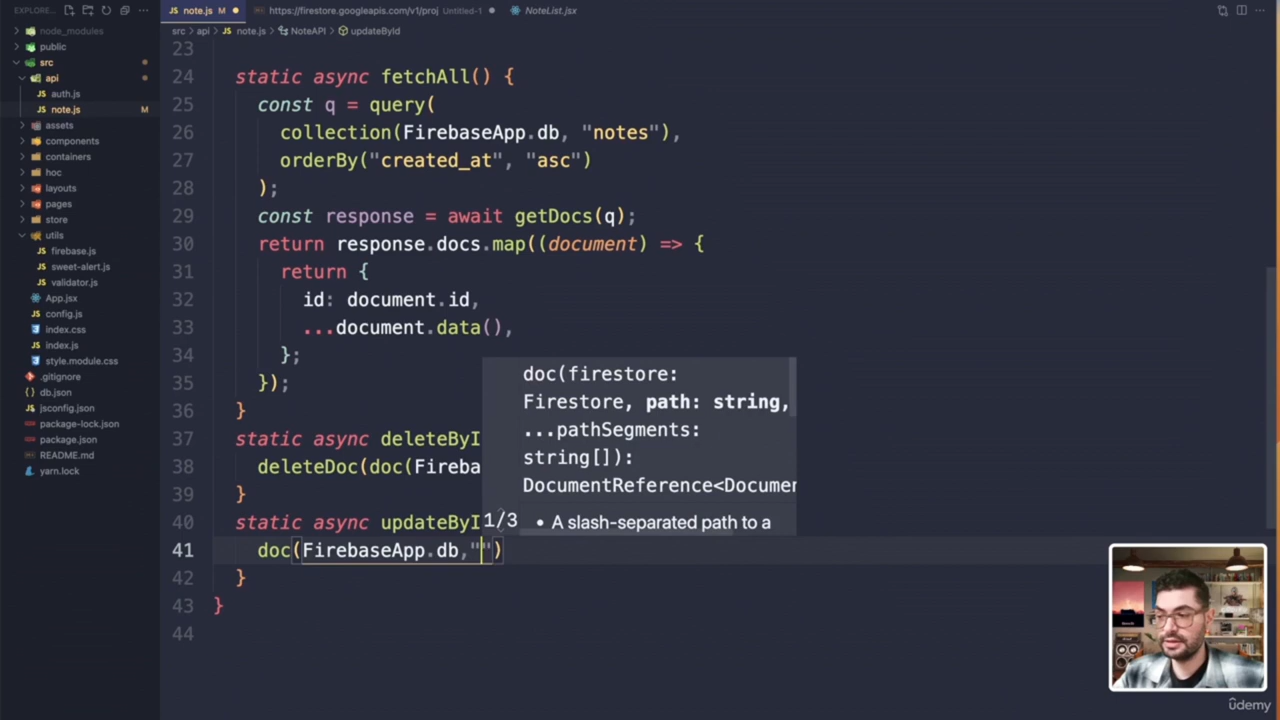 EXPLORE...
node_modules
public
src
api
auth.js
note.js M
assets
components
containers
hoc
layouts
pages
store
utils
firebase.js
sweet-alert.js
validator.js
App.jsx
config.js
index.css
index.js
style.module.css
.gitignore
db.json
jsconfig.json
package-lock.json
package.json
README.md
yarn.lock
note.js
https://firestore.googleapis.com/v1/proj Untitled-1
NoteList.jsx
src > api > note.js > NoteAPI > updateById
23
24 static async fetchAll() {
25 const q = query(
26 collection(FirebaseApp.db, "notes"),
27 orderBy("created_at", "asc")
28 );
29 const response = await getDocs(q);
30 return response.docs.map((document) => {
31 return {
32 id: document.id,
33 ...document.data(),
34 };
35 });
36 }
37 static async deleteByI
38 deleteDoc(doc(Fireba
39 }
40 static async updateByI
41 doc(FirebaseApp.db,"")
42 }
43 }
44
doc(firestore:
Firestore, path: string,
...pathSegments:
string[]):
DocumentReference<Documen
1/3 • A slash-separated path to a
ûdemy